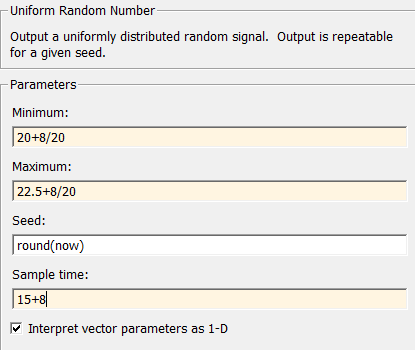 Uniform Random Number
Output a uniformly distributed random signal.  Output is repeatable
for a given seed.
Parameters
Minimum:
20+8/20
Maximum:
22.5+8/20
Seed:
round(now)
Sample time:
15+8
Interpret vector parameters as 1-D